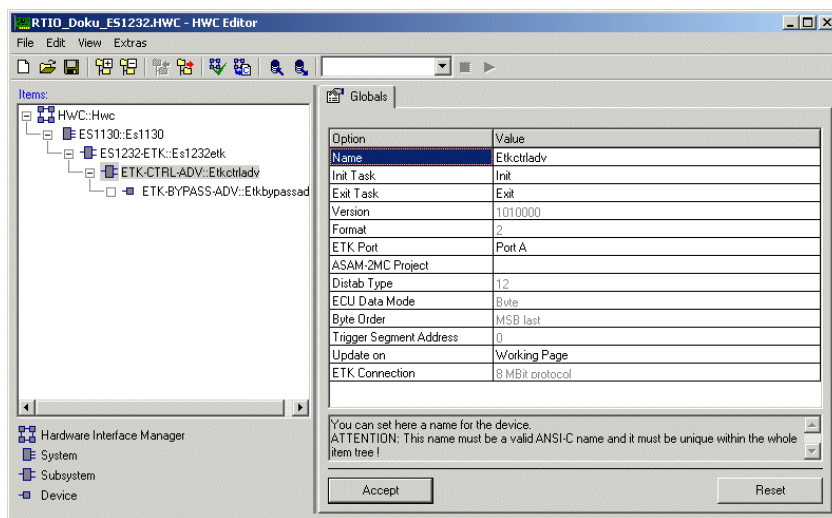 RTIO_Doku_ES1232.HWC - HWC Editor
File Edit View Extras
Items:
HWC::Hwc
ES1130::Es1130
ES1232-ETK::Es1232etk
ETK-CTRL-ADV::Etkctrladv
ETK-BYPASS-ADV::Etkbypassad
Hardware Interface Manager
System
Subsystem
Device
Globals
Option Value
Name Etkctrladv
Init Task Init
Exit Task Exit
Version 1010000
Format 2
ETK Port Port A
ASAM-2MC Project
Distab Type 12
ECU Data Mode Byte
Byte Order MSB last
Trigger Segment Address 0
Update on Working Page
ETK Connection 8 MBit protocol
You can set here a name for the device.
ATTENTION: This name must be a valid ANSI-C name and it must be unique within the whole
item tree !
Accept Reset